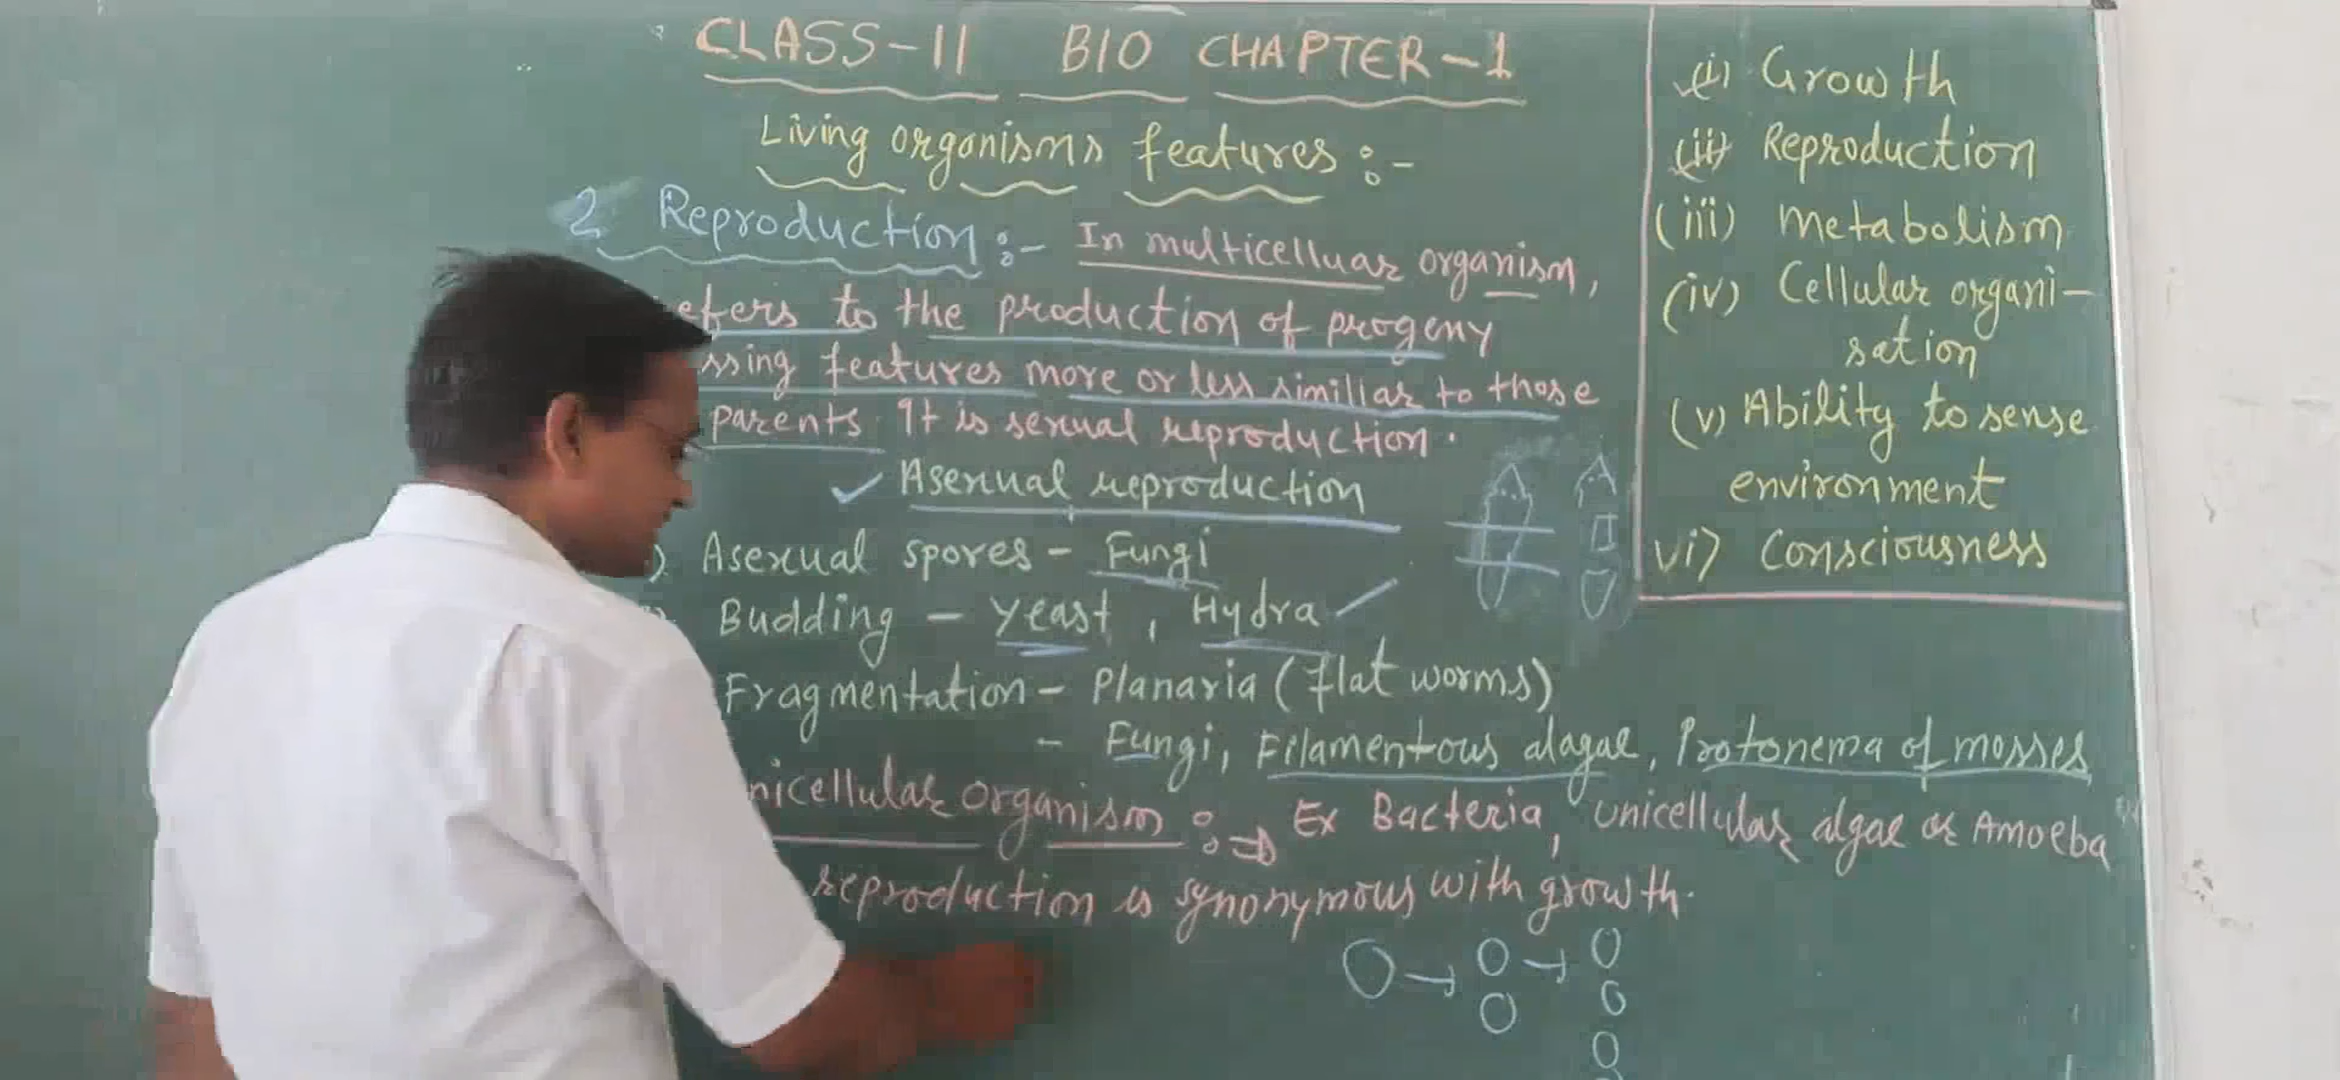 CLASS-11 BIO CHAPTER-1
Living organisms features :-
2 Reproduction :- In multicelluar organism,
efers to the production of progeny
ssing features more or less simillar to those
parents. It is sexual reproduction.
✓ Asexual reproduction
) Asexual spores - Fungi
Budding - Yeast, Hydra
Fragmentation - Planaria (flat worms)
- Fungi, Filamentous alagae, Protonema of mosses
nicellular organism :⇒ Ex Bacteria, unicellular algae or Amoeba
reproduction is synonymous with growth.
(i) Growth
(ii) Reproduction
(iii) Metabolism
(iv) Cellular organi-
sation
(v) Ability to sense
environment
vi) Consciousness